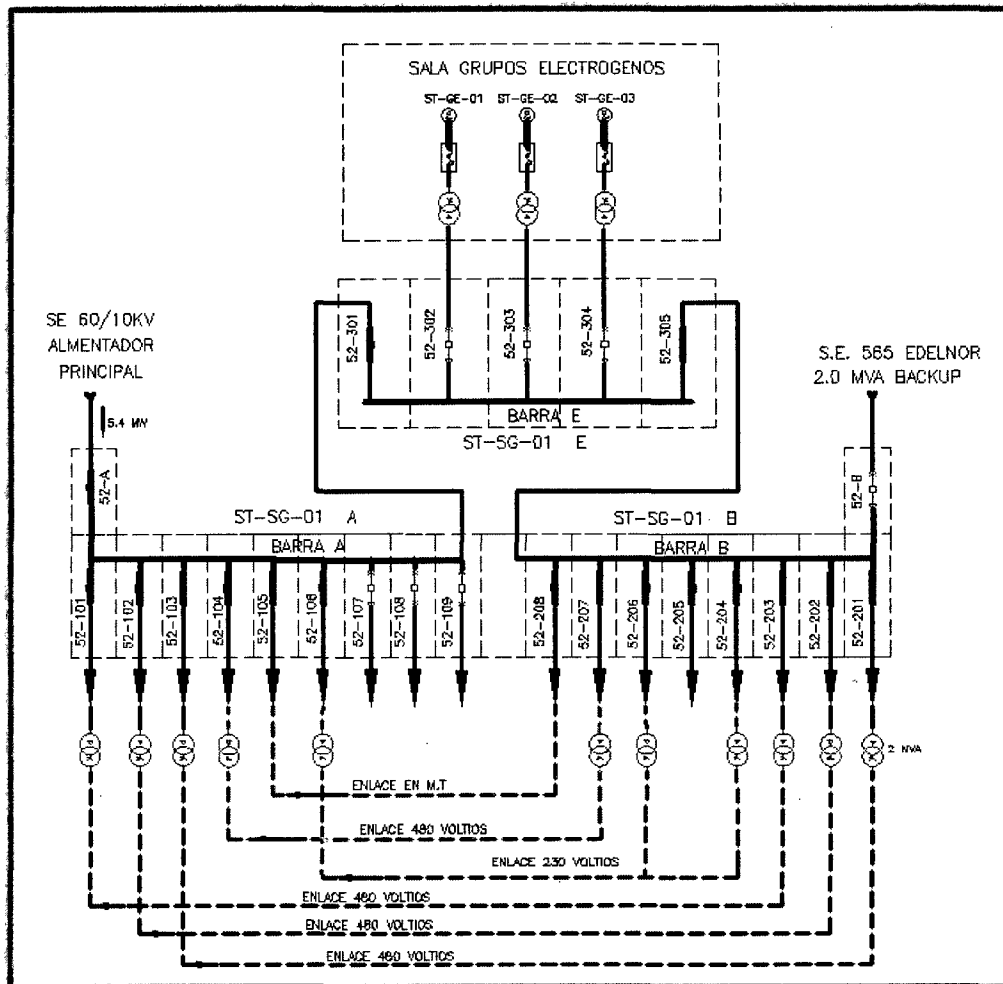 SALA GRUPOS ELECTROGENOS
ST-GE-01 ST-GE-02 ST-GE-03
SE 60/10KV
ALMENTADOR
PRINCIPAL
5.4 MW
S.E. 565 EDELNOR
2.0 MVA BACKUP
52-301
52-302
52-303
52-304
52-305
BARRA E
ST-SG-01 E
52-A
52-B
ST-SG-01 A
ST-SG-01 B
BARRA A
BARRA B
52-101
52-102
52-103
52-104
52-105
52-106
52-107
52-108
52-109
52-208
52-207
52-206
52-205
52-204
52-203
52-202
52-201
2 MVA
ENLACE EN M.T
ENLACE 480 VOLTIOS
ENLACE 230 VOLTIOS
ENLACE 480 VOLTIOS
ENLACE 480 VOLTIOS
ENLACE 480 VOLTIOS